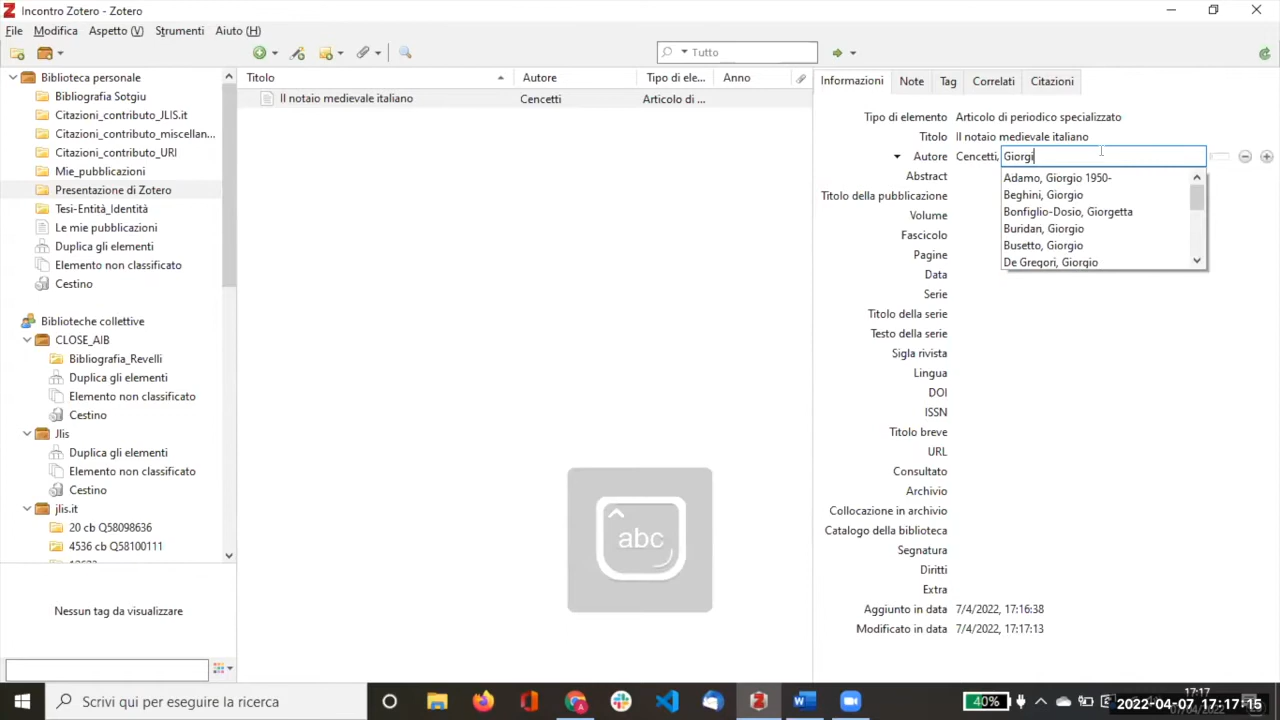 Incontro Zotero - Zotero
File Modifica Aspetto (V) Strumenti Aiuto (H)
Tutto
Biblioteca personale
Bibliografia Sotgiu
Citazioni_contributo_JLIS.it
Citazioni_contributo_miscellan...
Citazioni_contributo_URI
Mie_pubblicazioni
Presentazione di Zotero
Tesi-Entità_Identità
Le mie pubblicazioni
Duplica gli elementi
Elemento non classificato
Cestino
Biblioteche collettive
CLOSE_AIB
Bibliografia_Revelli
Duplica gli elementi
Elemento non classificato
Cestino
Jlis
Duplica gli elementi
Elemento non classificato
Cestino
jlis.it
20 cb Q58098636
4536 cb Q58100111
Nessun tag da visualizzare
Titolo Autore Tipo di ele... Anno
Il notaio medievale italiano Cencetti Articolo di ...
abc
Informazioni Note Tag Correlati Citazioni
Tipo di elemento Articolo di periodico specializzato
Titolo Il notaio medievale italiano
Autore Cencetti, Giorgi
Adamo, Giorgio 1950-
Beghini, Giorgio
Bonfiglio-Dosio, Giorgetta
Buridan, Giorgio
Busetto, Giorgio
De Gregori, Giorgio
Abstract
Titolo della pubblicazione
Volume
Fascicolo
Pagine
Data
Serie
Titolo della serie
Testo della serie
Sigla rivista
Lingua
DOI
ISSN
Titolo breve
URL
Consultato
Archivio
Collocazione in archivio
Catalogo della biblioteca
Segnatura
Diritti
Extra
Aggiunto in data 7/4/2022, 17:16:38
Modificato in data 7/4/2022, 17:17:13
Scrivi qui per eseguire la ricerca
40%
17:17
2022-04-07, 17:17:15